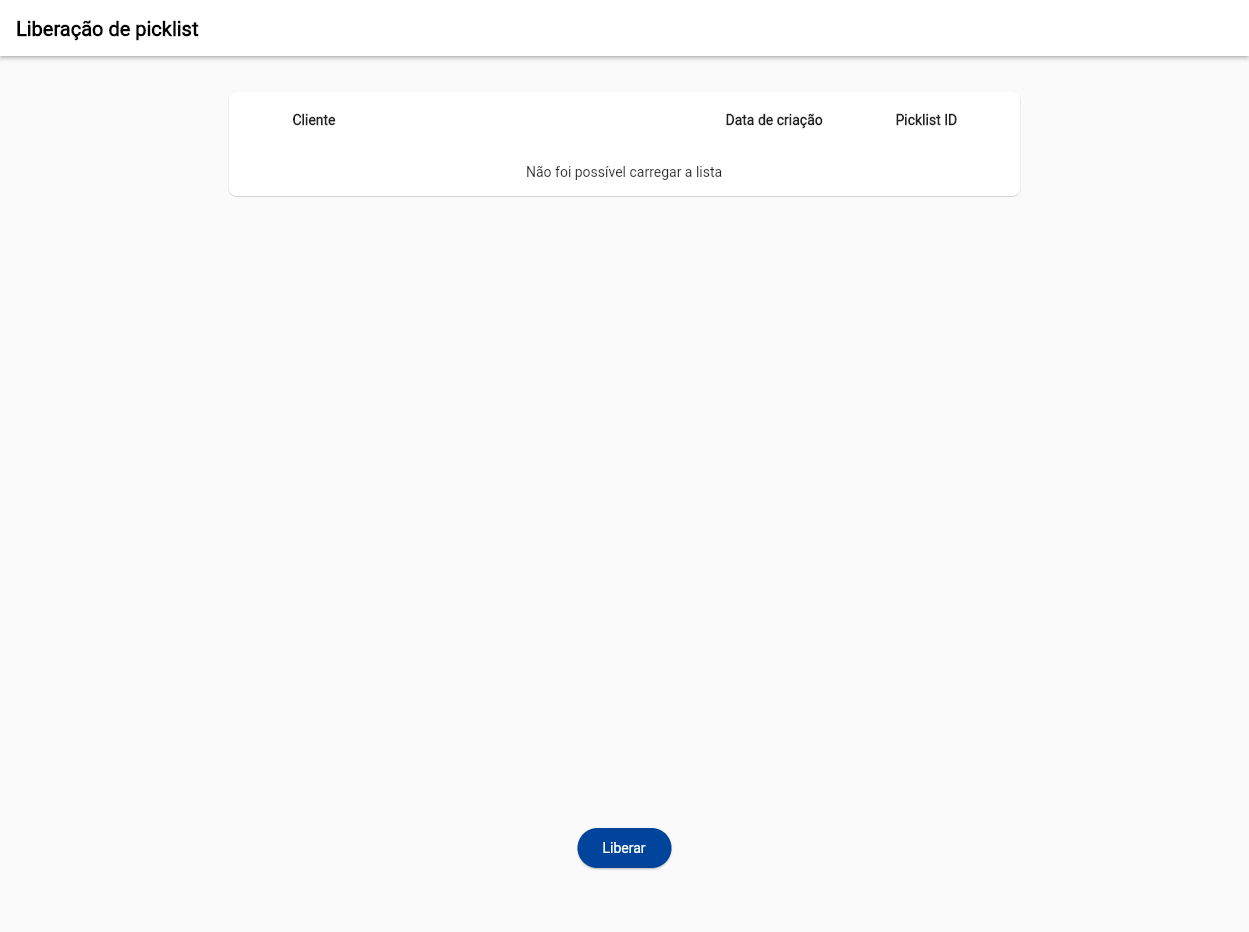 Liberação de picklist
Cliente Data de criação Picklist ID
Não foi possível carregar a lista
Liberar